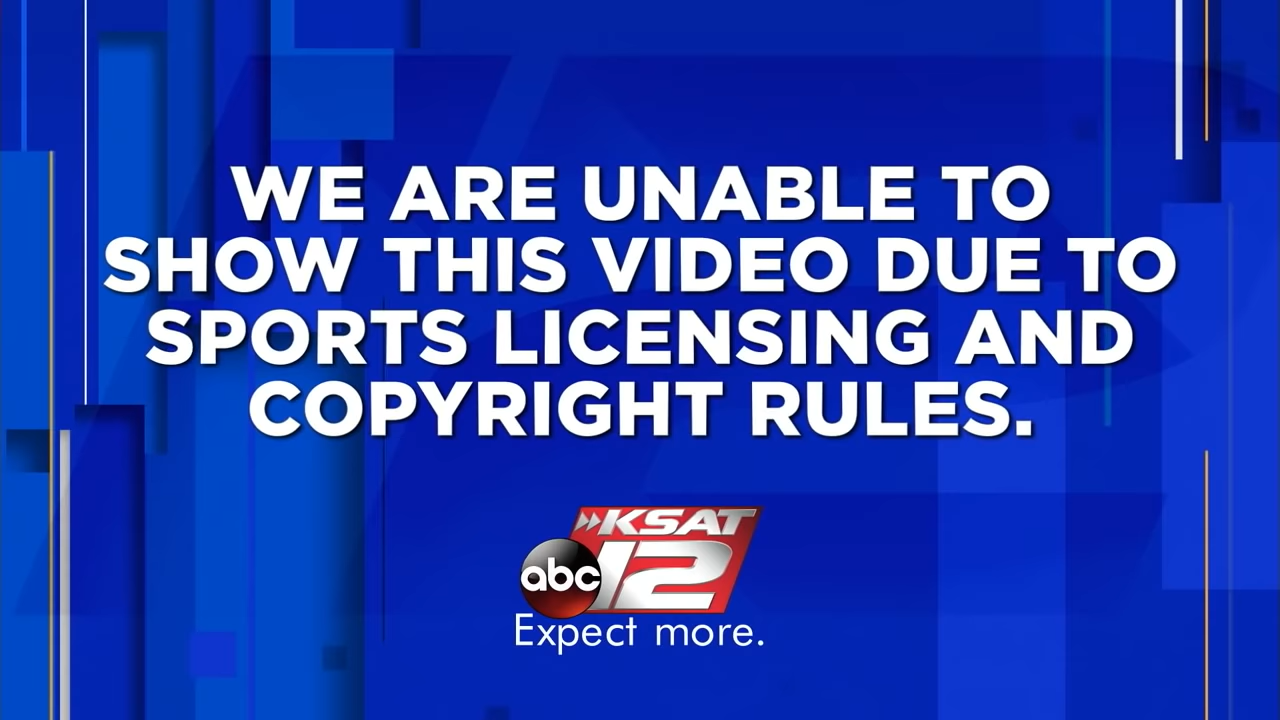 WE ARE UNABLE TO
SHOW THIS VIDEO DUE TO
SPORTS LICENSING AND
COPYRIGHT RULES.
KSAT
abc 12
Expect more.